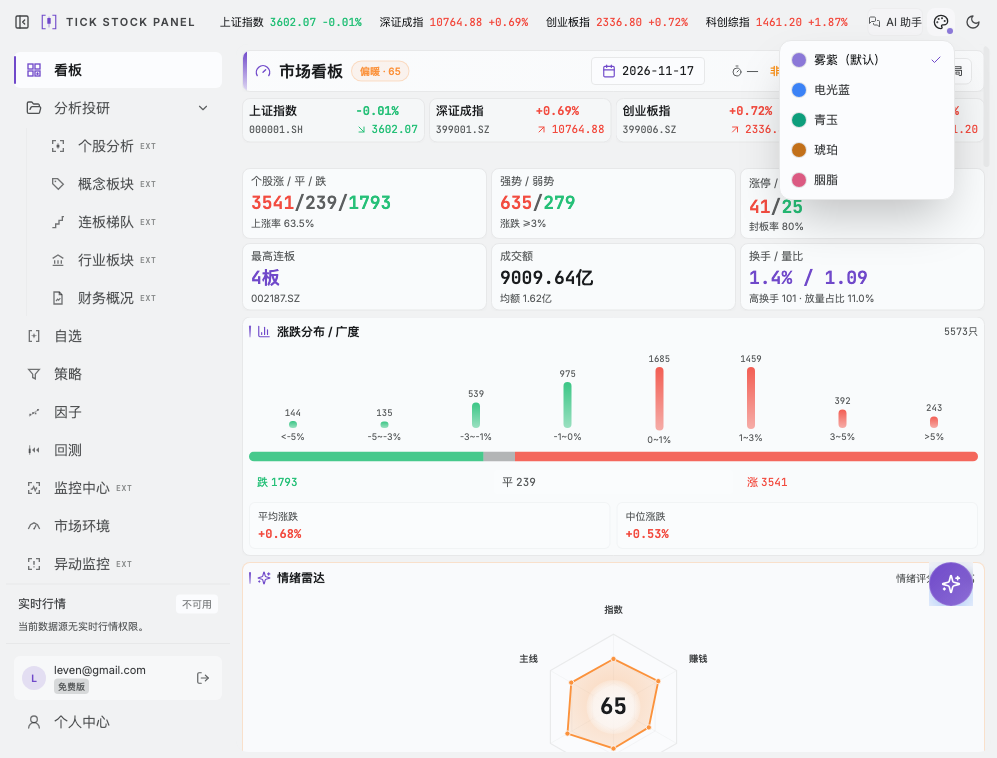 TICK STOCK PANEL
上证指数 3602.07 -0.01% 深证成指 10764.88 +0.69% 创业板指 2336.80 +0.72% 科创综指 1461.20 +1.87%
AI 助手
雾紫（默认）
电光蓝
青玉
琥珀
胭脂
看板
分析投研
个股分析 EXT
概念板块 EXT
连板梯队 EXT
行业板块 EXT
财务概况 EXT
自选
策略
因子
回测
监控中心 EXT
市场环境
异动监控 EXT
实时行情 不可用
当前数据源无实时行情权限。
L leven@gmail.com
免费版
个人中心
市场看板 偏暖 · 65 2026-11-17 — 非 局
上证指数 -0.01%
000001.SH 3602.07
深证成指 +0.69%
399001.SZ 10764.88
创业板指 +0.72%
399006.SZ 2336.
%
1.20
个股涨 / 平 / 跌
3541/239/1793
上涨率 63.5%
强势 / 弱势
635/279
涨跌 ≥3%
涨停 /
41/25
封板率 80%
最高连板
4板
002187.SZ
成交额
9009.64亿
均额 1.62亿
换手 / 量比
1.4% / 1.09
高换手 101 · 放量占比 11.0%
涨跌分布 / 广度 5573只
144 135 539 975 1685 1459 392 243
<-5% -5~-3% -3~-1% -1~0% 0~1% 1~3% 3~5% >5%
跌 1793 平 239 涨 3541
平均涨跌
+0.68%
中位涨跌
+0.53%
情绪雷达 情绪评
指数
主线 赚钱
65